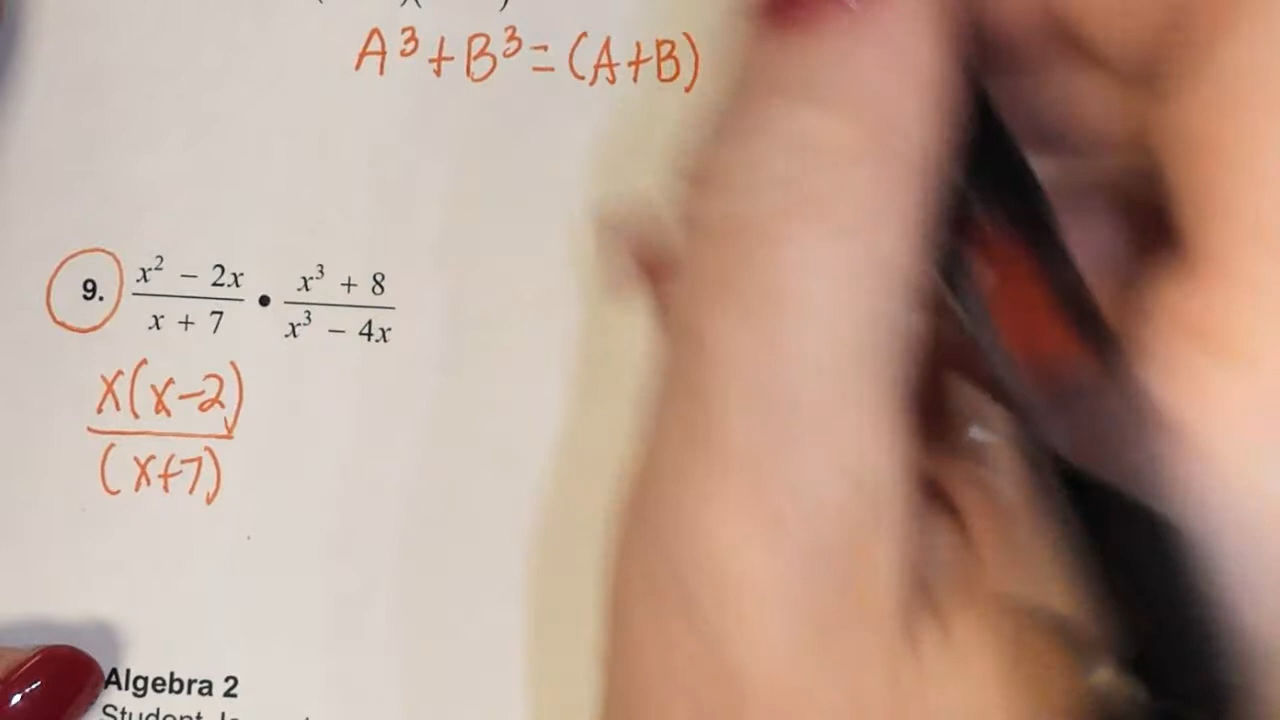 A³+B³=(A+B)
9. x² − 2x / x + 7 • x³ + 8 / x³ − 4x
x(x−2)
(x+7)
Algebra 2